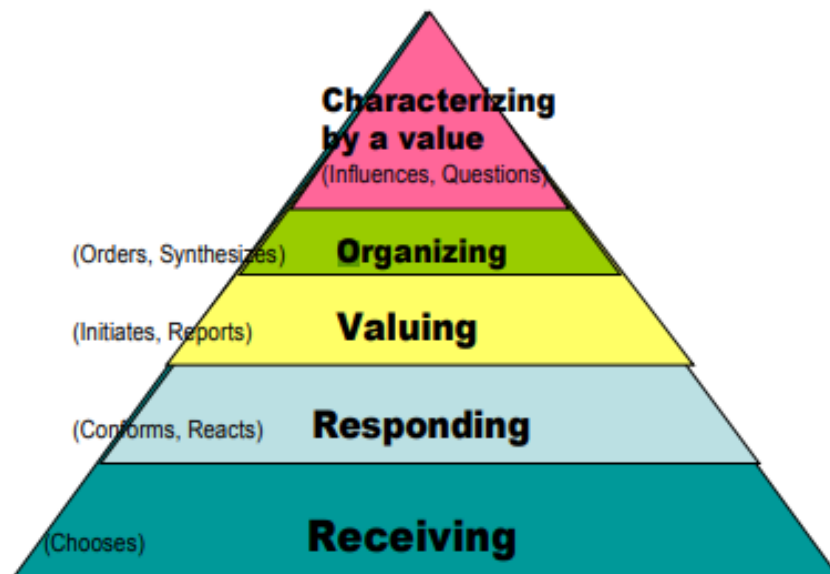 Characterizing
by a value
(Influences, Questions)
(Orders, Synthesizes) Organizing
(Initiates, Reports) Valuing
(Conforms, Reacts) Responding
(Chooses) Receiving